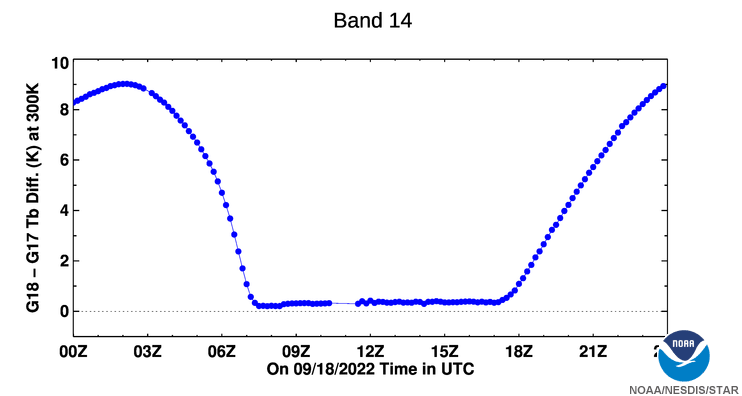 Band 14
G18 – G17 Tb Diff. (K) at 300K
10
8
6
4
2
0
00Z 03Z 06Z 09Z 12Z 15Z 18Z 21Z
On 09/18/2022 Time in UTC
NOAA
NOAA/NESDIS/STAR